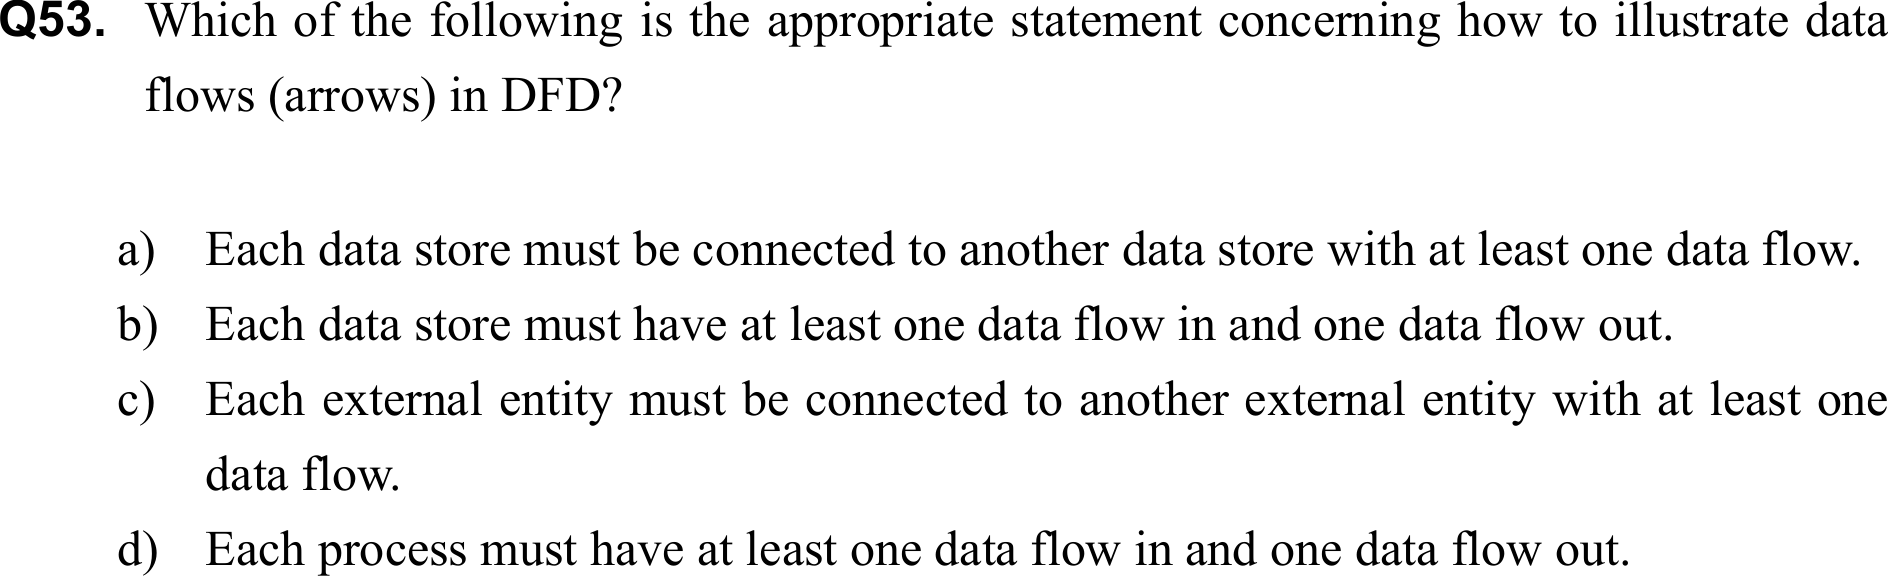 Q53. Which of the following is the appropriate statement concerning how to illustrate data
flows (arrows) in DFD?
a) Each data store must be connected to another data store with at least one data flow.
b) Each data store must have at least one data flow in and one data flow out.
c) Each external entity must be connected to another external entity with at least one
data flow.
d) Each process must have at least one data flow in and one data flow out.